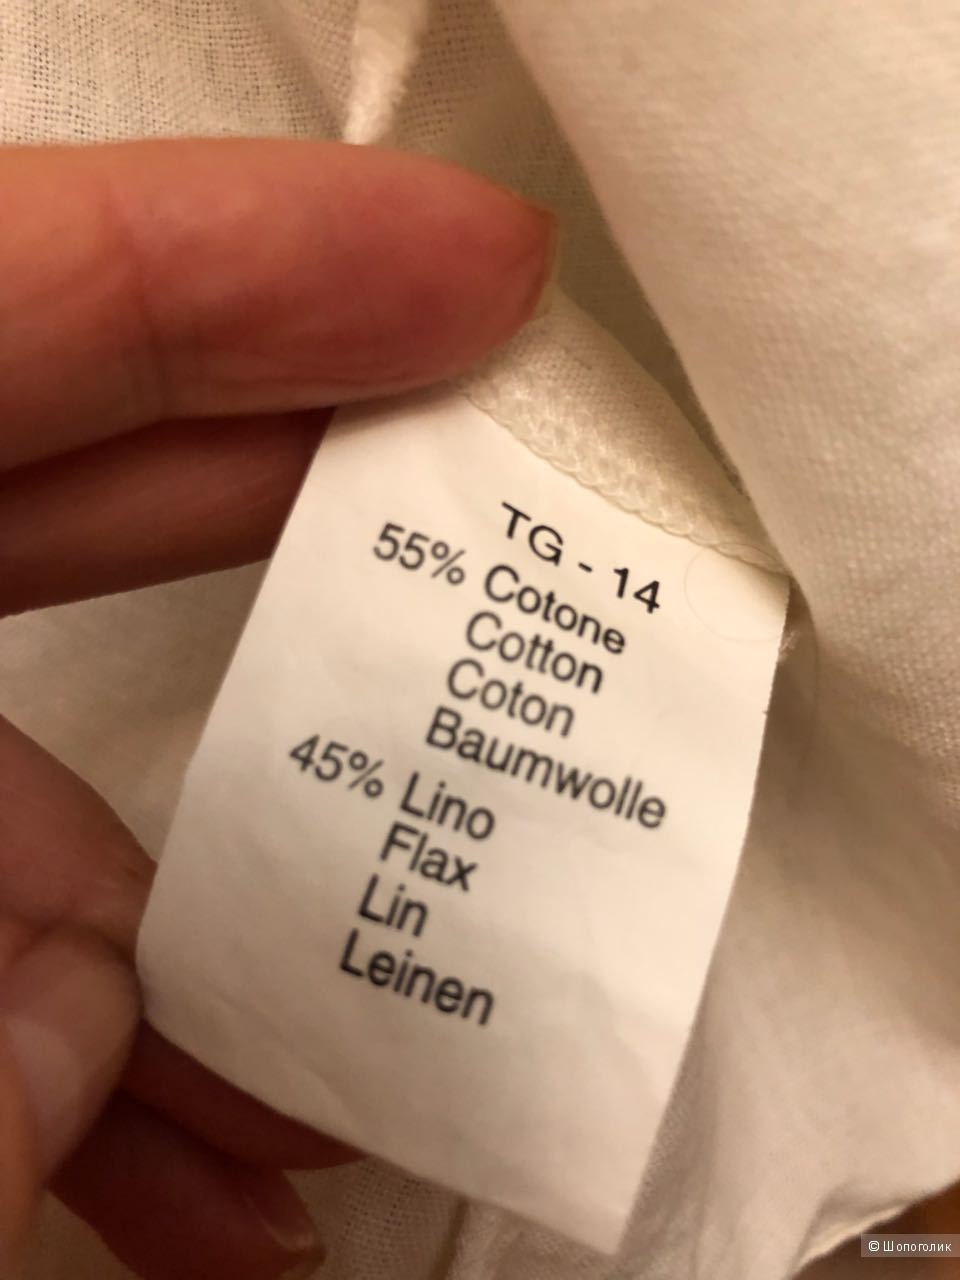 TG - 14
55% Cotone
Cotton
Coton
Baumwolle
45% Lino
Flax
Lin
Leinen
© Шопоголик